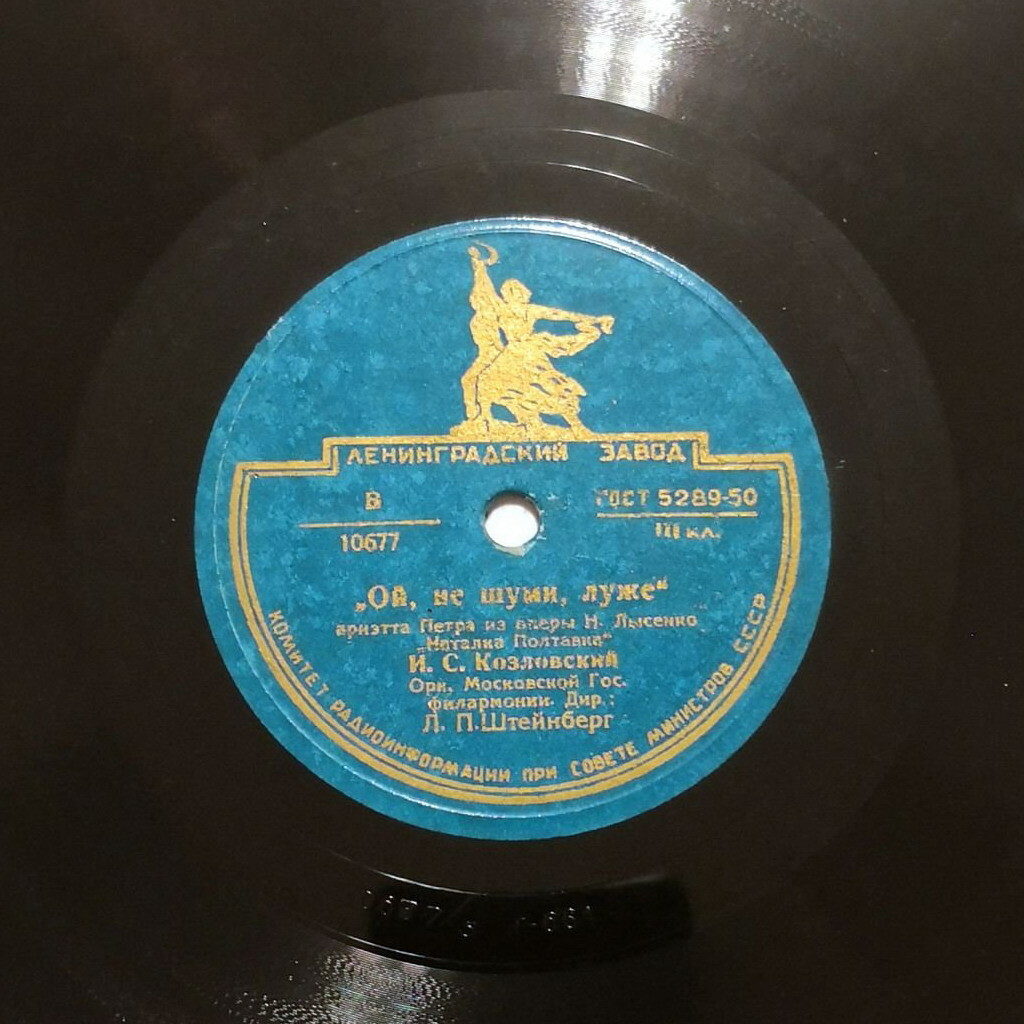 ЛЕНИНГРАДСКИЙ ЗАВОД
В
10677
ГОСТ 5289-50
III кл.
„Ой, не шуми, луже“
ариэтта Петра из оперы Н. Лысенко
„Наталка Полтавка“
И. С. Козловский
Орк. Московской Гос.
филармонии. Дир.:
Л. П. Штейнберг
КОМИТЕТ РАДИОИНФОРМАЦИИ ПРИ СОВЕТЕ МИНИСТРОВ СССР